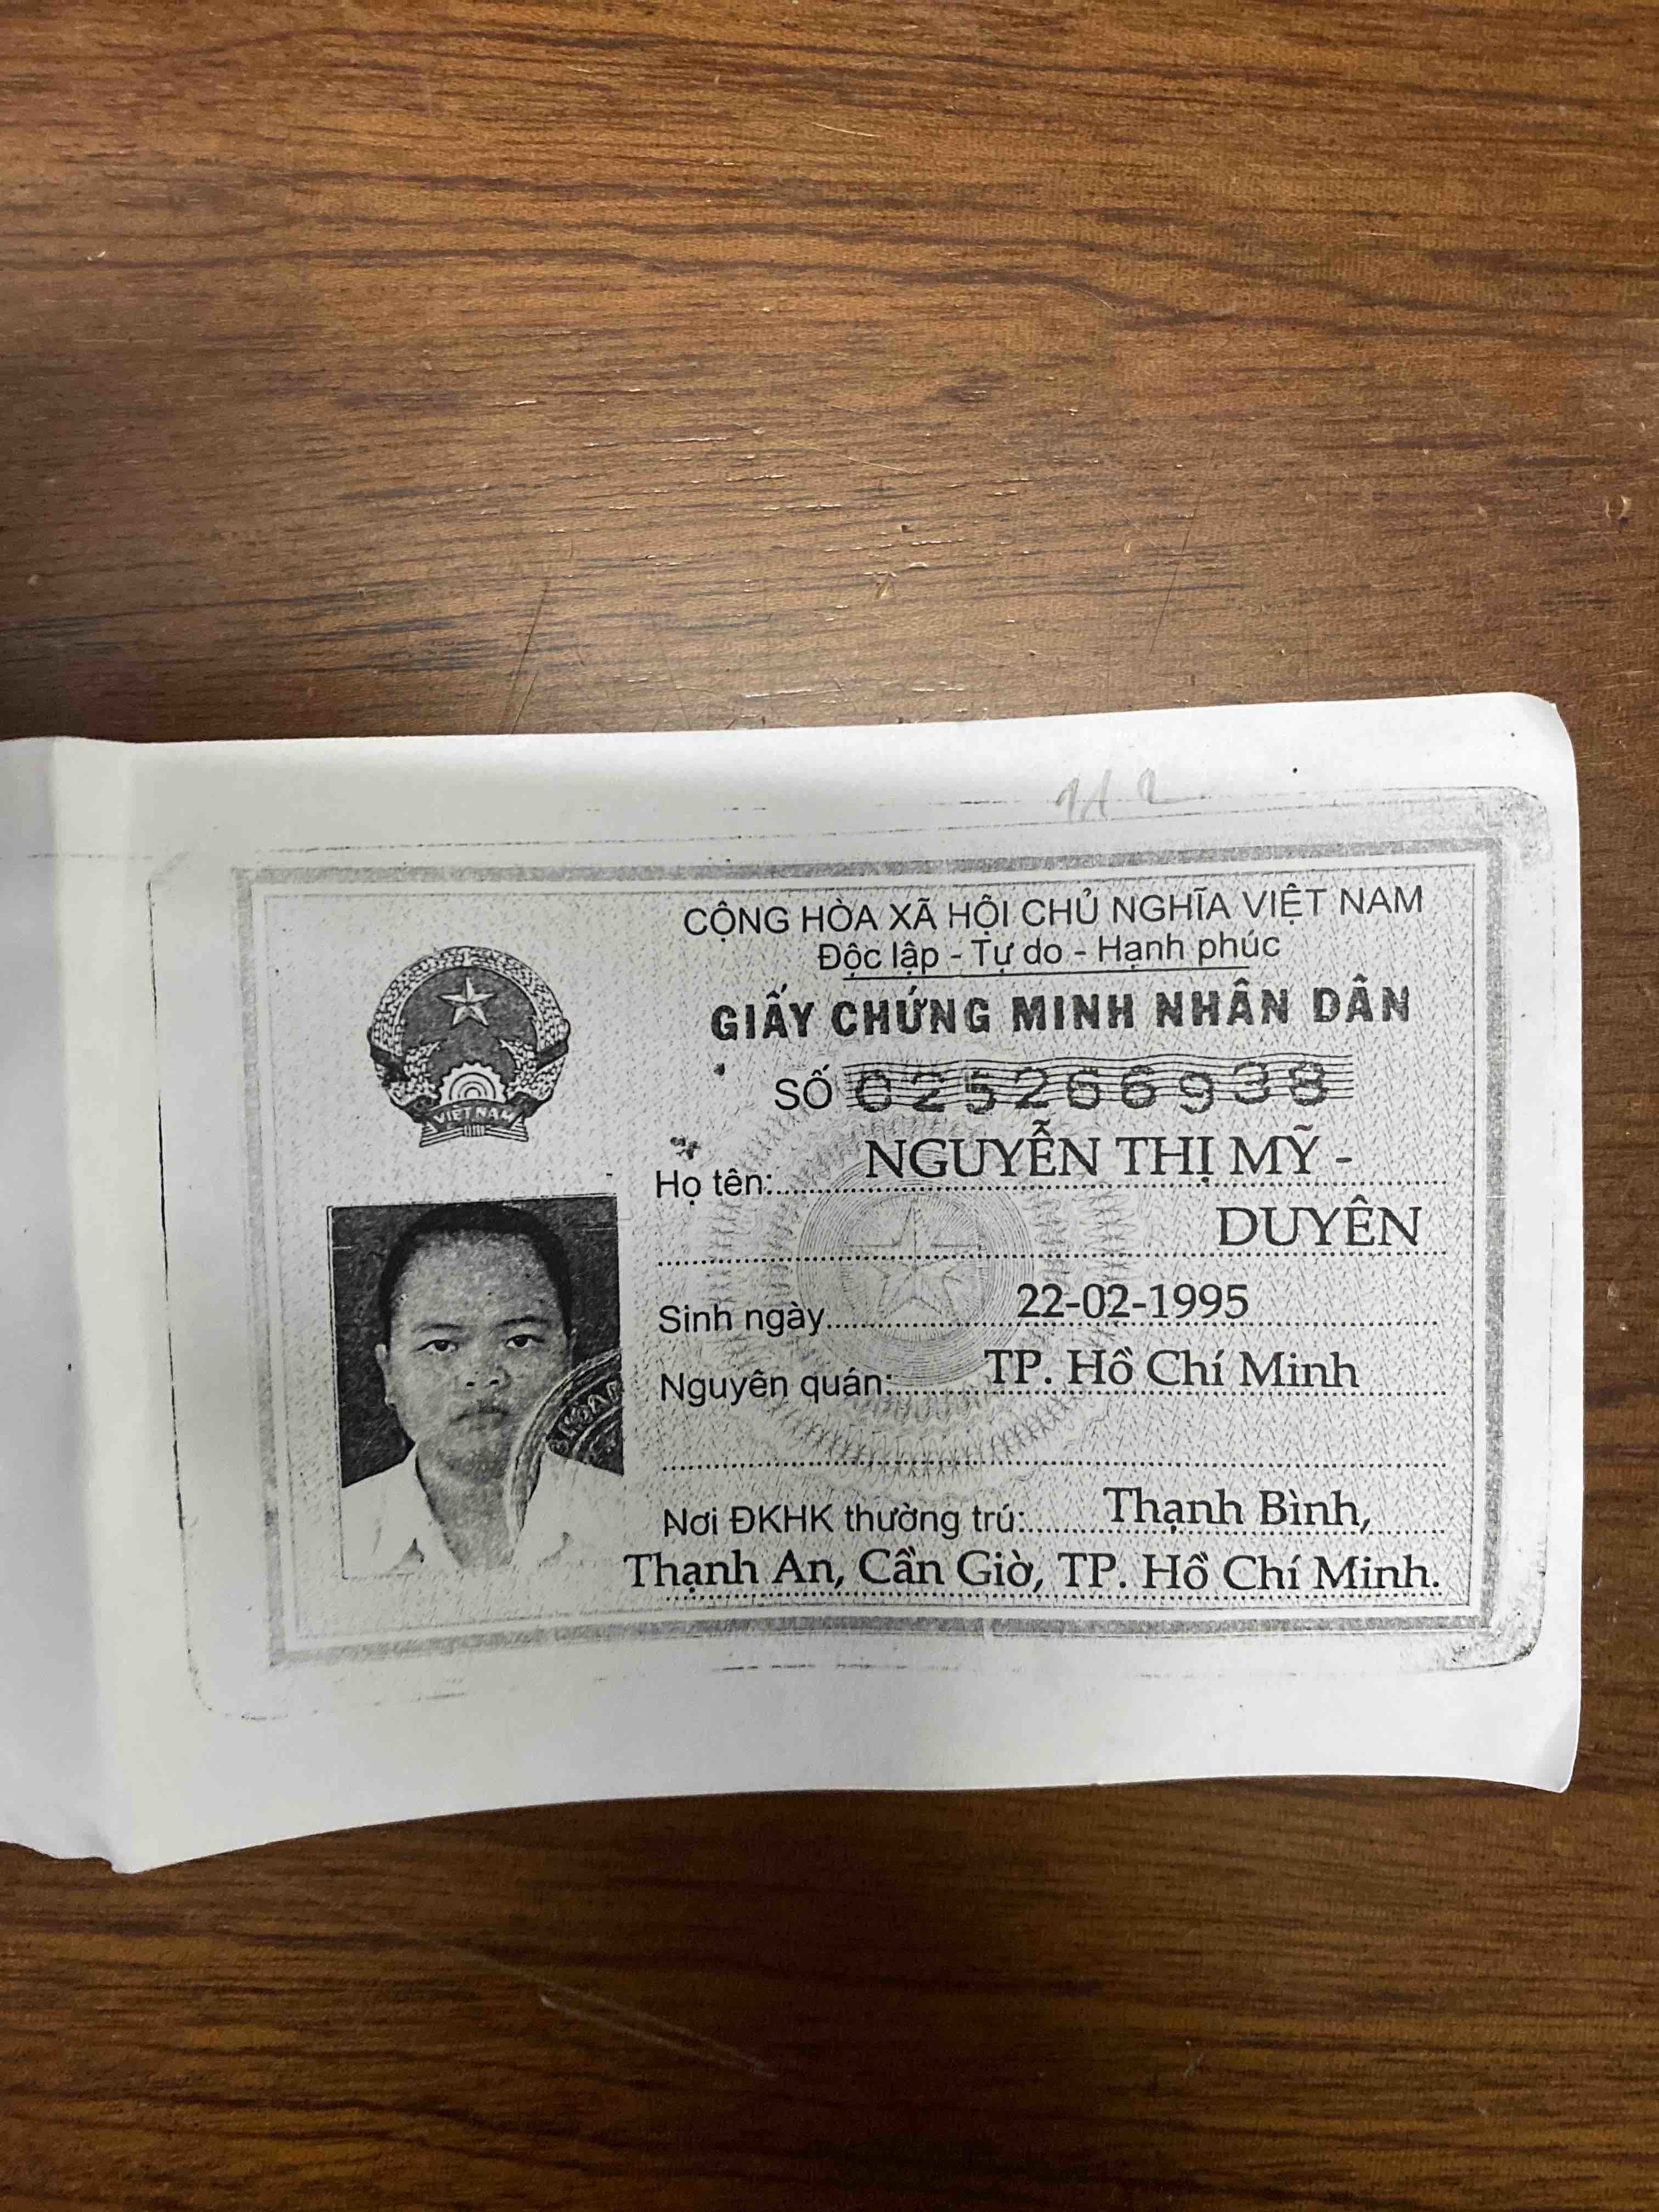 CỘNG HÒA XÃ HỘI CHỦ NGHĨA VIỆT NAM
Độc lập - Tự do - Hạnh phúc
GIẤY CHỨNG MINH NHÂN DÂN
SỐ 025266938
VIỆT NAM
Họ tên: NGUYỄN THỊ MỸ -
DUYÊN
Sinh ngày 22-02-1995
Nguyên quán: TP. Hồ Chí Minh
Nơi ĐKHK thường trú: Thạnh Bình,
Thạnh An, Cần Giờ, TP. Hồ Chí Minh.